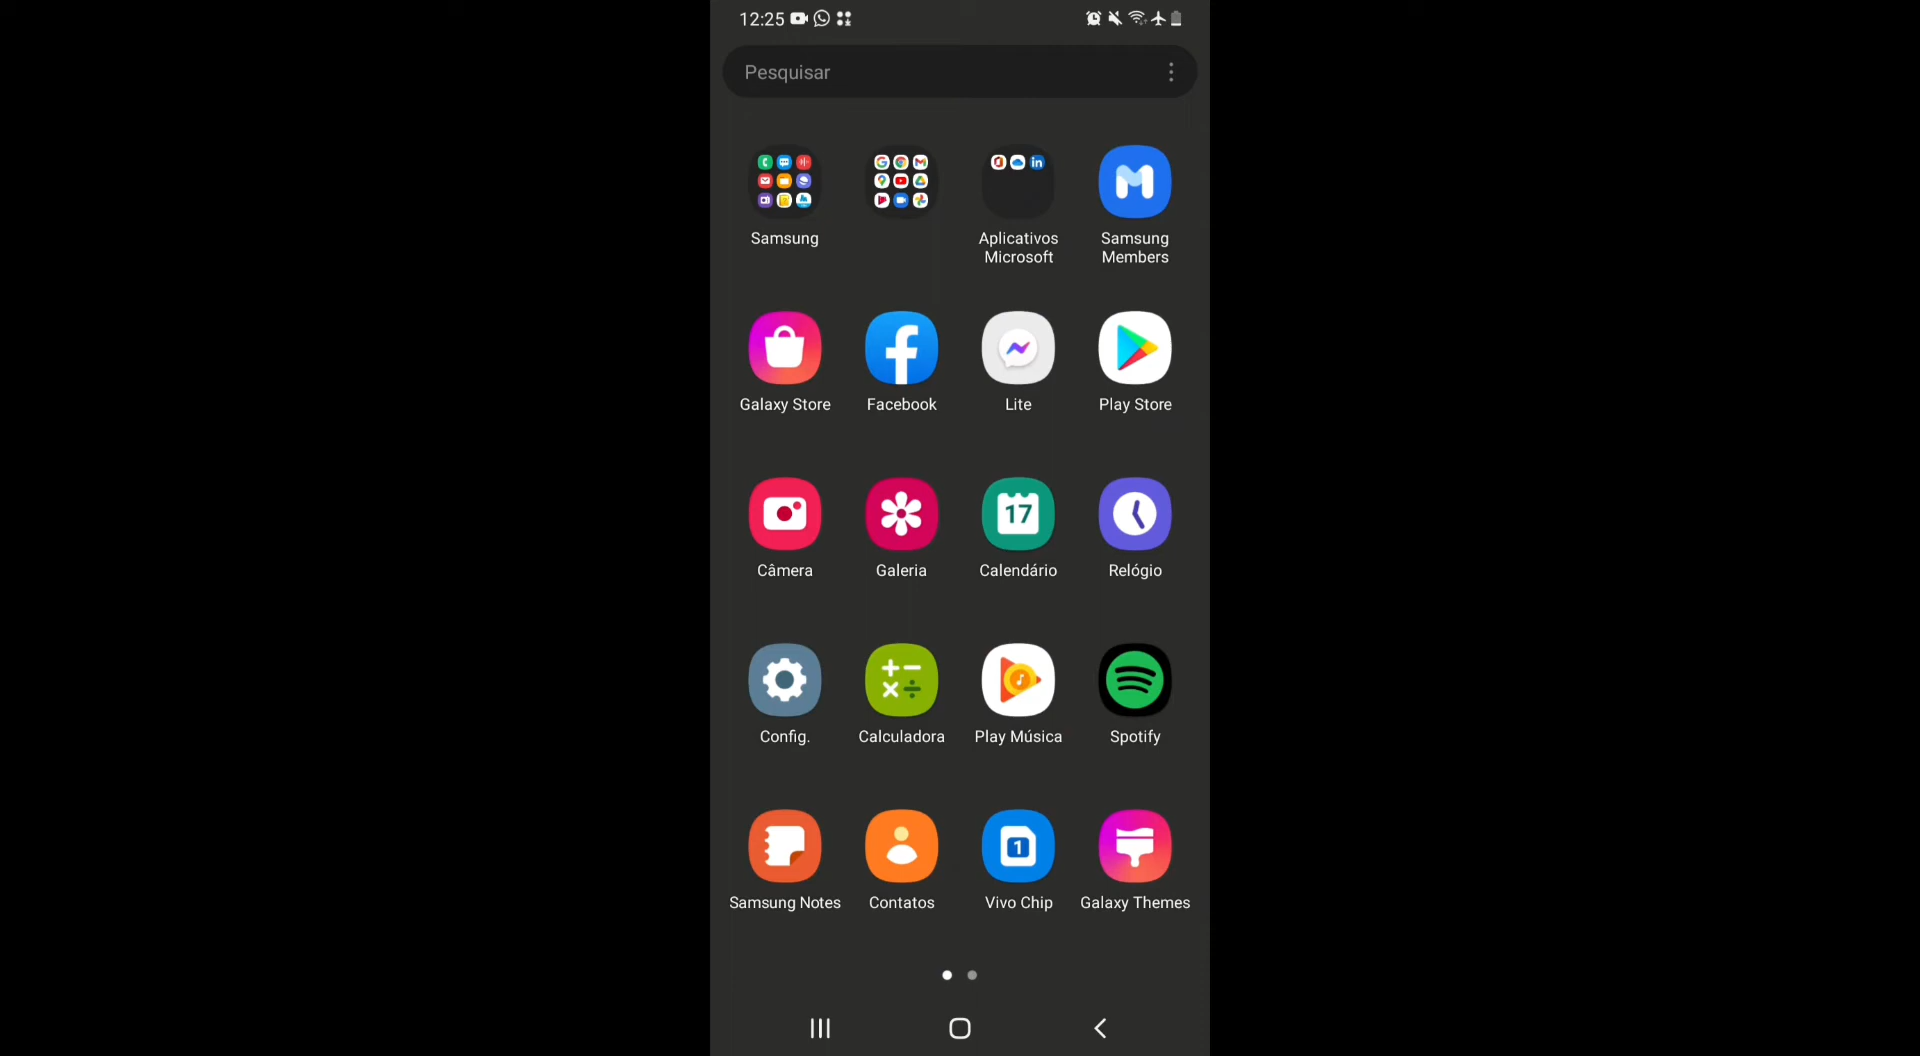 12:25
Pesquisar
Samsung
Aplicativos
Microsoft
Samsung
Members
Galaxy Store
Facebook
Lite
Play Store
17
Câmera
Galeria
Calendário
Relógio
Config.
Calculadora
Play Música
Spotify
1
Samsung Notes
Contatos
Vivo Chip
Galaxy Themes